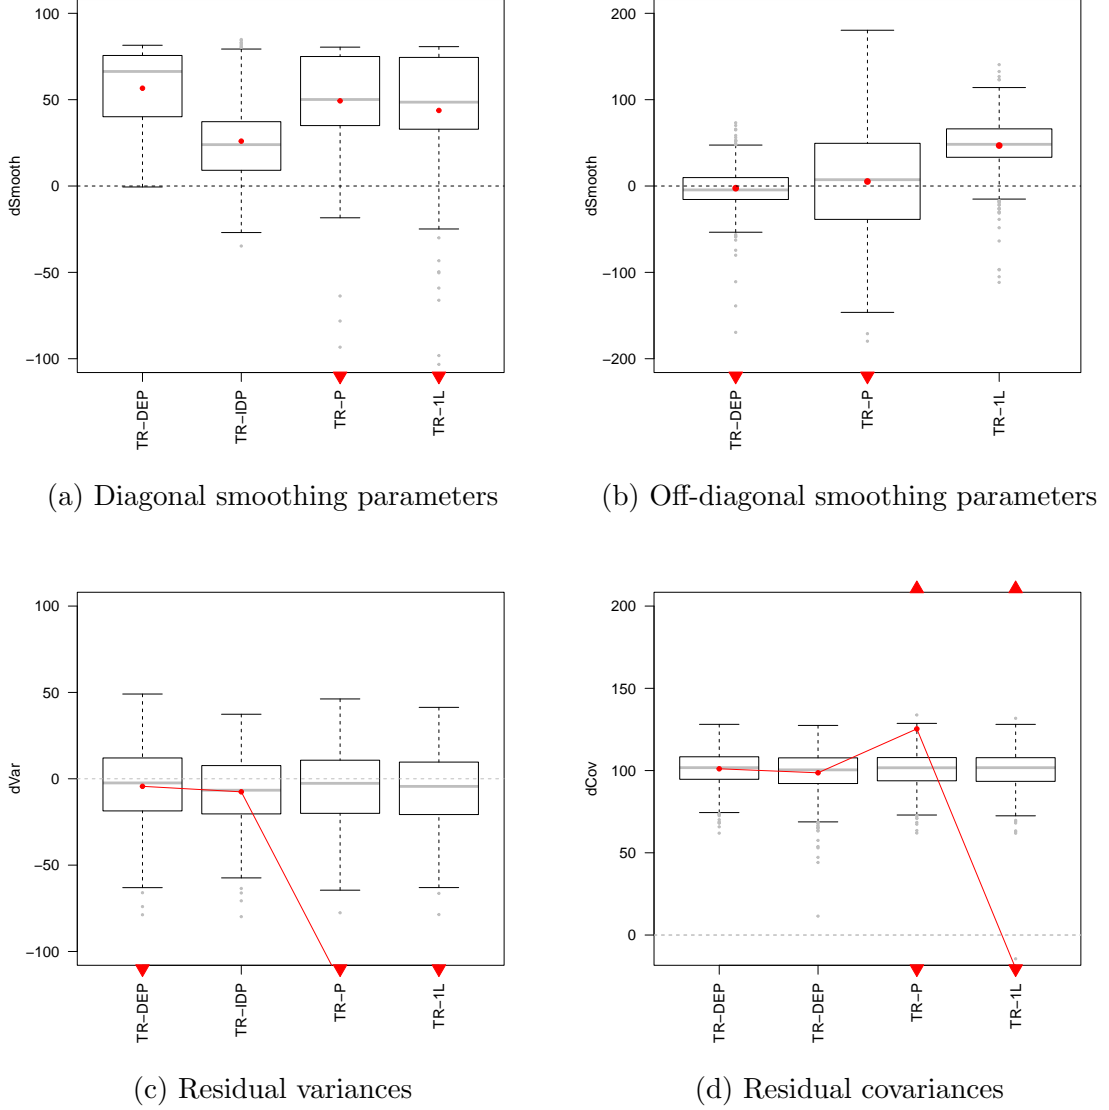 100
50
0
−50
−100
dSmooth
TR−DEP
TR−IDP
TR−P
TR−1L
(a) Diagonal smoothing parameters
200
100
0
−100
−200
dSmooth
TR−DEP
TR−P
TR−1L
(b) Off-diagonal smoothing parameters
100
50
0
−50
−100
dVar
TR−DEP
TR−IDP
TR−P
TR−1L
(c) Residual variances
200
150
100
50
0
dCov
TR−DEP
TR−DEP
TR−P
TR−1L
(d) Residual covariances